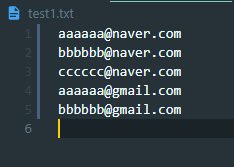 test1.txt
1 aaaaaa@naver.com
2 bbbbbb@naver.com
3 cccccc@naver.com
4 aaaaaa@gmail.com
5 bbbbbb@gmail.com
6